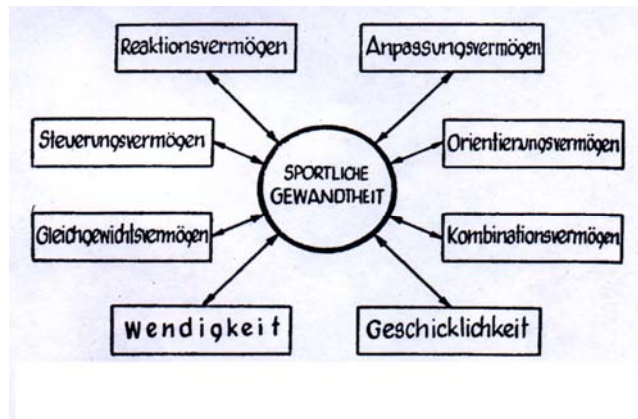 Reaktionsvermögen
Anpassungsvermögen
Steuerungsvermögen
Orientierungsvermögen
SPORTLICHE
GEWANDTHEIT
Gleichgewichtsvermögen
Kombinationsvermögen
Wendigkeit
Geschicklichkeit